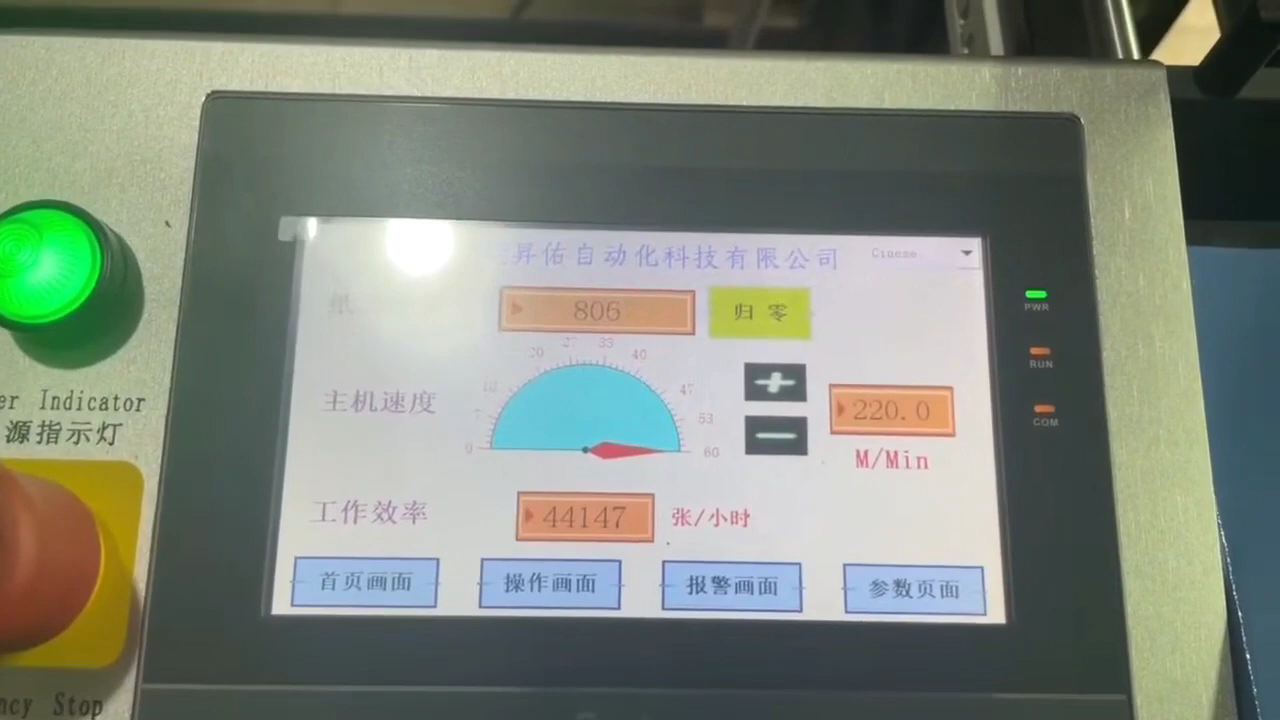 昇佑自动化科技有限公司
Cinese
806
归零
20 27 33 40
47
7
53
0
60
主机速度
+
-
220.0
M/Min
工作效率
44147
张/小时
首页画面
操作画面
报警画面
参数页面
PWR
RUN
COM
er Indicator
源指示灯
ncy Stop